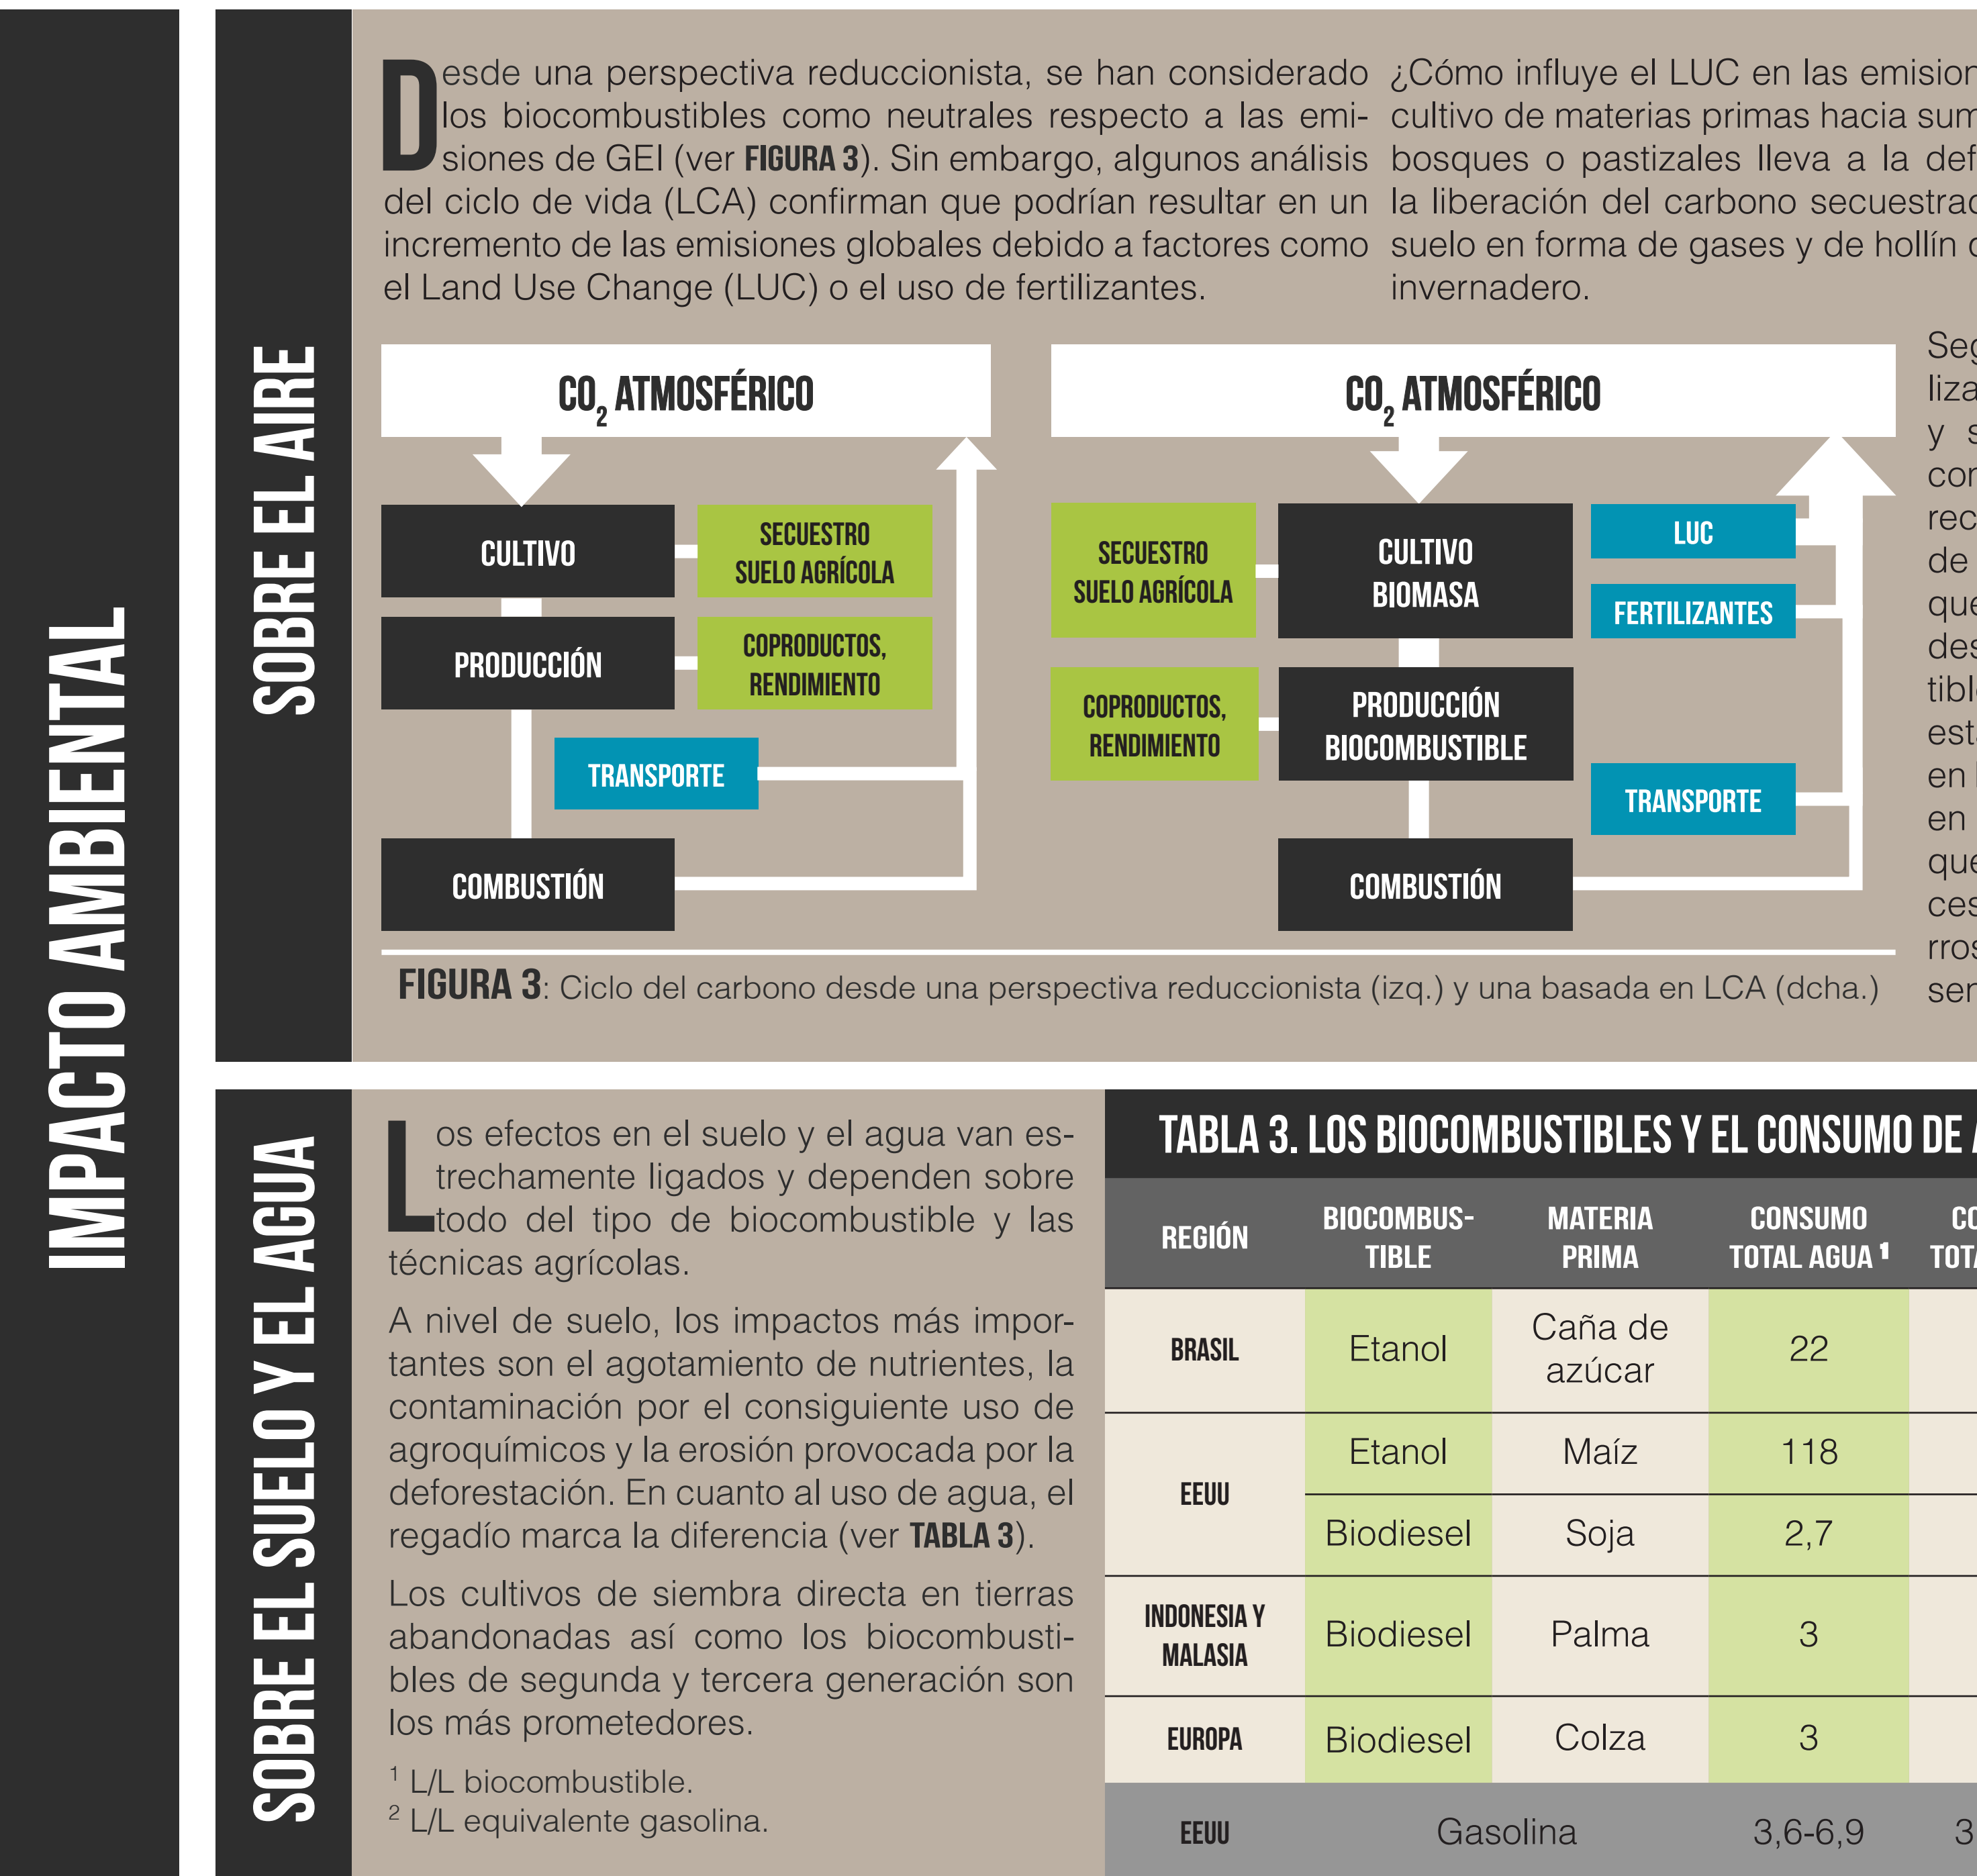 IMPACTO AMBIENTAL
SOBRE EL AIRE
Desde una perspectiva reduccionista, se han considerado
los biocombustibles como neutrales respecto a las emi-
siones de GEI (ver FIGURA 3). Sin embargo, algunos análisis
del ciclo de vida (LCA) confirman que podrían resultar en un
incremento de las emisiones globales debido a factores como
el Land Use Change (LUC) o el uso de fertilizantes.
¿Cómo influye el LUC en las
cultivo de materias primas hacia
bosques o pastizales lleva a la
la liberación del carbono
suelo en forma de gases y de hollín
invernadero.
CO2 ATMOSFÉRICO
CULTIVO
SECUESTRO
SUELO AGRÍCOLA
PRODUCCIÓN
COPRODUCTOS,
RENDIMIENTO
TRANSPORTE
COMBUSTIÓN
CO2 ATMOSFÉRICO
SECUESTRO
SUELO AGRÍCOLA
CULTIVO
BIOMASA
LUC
FERTILIZANTES
COPRODUCTOS,
RENDIMIENTO
PRODUCCIÓN
BIOCOMBUSTIBLE
TRANSPORTE
COMBUSTIÓN
y
de
en
FIGURA 3: Ciclo del carbono desde una perspectiva reduccionista (izq.) y una basada en LCA (dcha.)
SOBRE EL SUELO Y EL AGUA
Los efectos en el suelo y el agua van es-
trechamente ligados y dependen sobre
todo del tipo de biocombustible y las
técnicas agrícolas.
A nivel de suelo, los impactos más impor-
tantes son el agotamiento de nutrientes, la
contaminación por el consiguiente uso de
agroquímicos y la erosión provocada por la
deforestación. En cuanto al uso de agua, el
regadío marca la diferencia (ver TABLA 3).
Los cultivos de siembra directa en tierras
abandonadas así como los biocombusti-
bles de segunda y tercera generación son
los más prometedores.
1 L/L biocombustible.
2 L/L equivalente gasolina.
TABLA 3. LOS BIOCOMBUSTIBLES Y EL CONSUMO DE
REGIÓN
BIOCOMBUS-
TIBLE
MATERIA
PRIMA
CONSUMO
TOTAL AGUA 1
BRASIL
Etanol
Caña de
azúcar
22
EEUU
Etanol
Maíz
118
Biodiesel
Soja
2,7
INDONESIA Y
MALASIA
Biodiesel
Palma
3
EUROPA
Biodiesel
Colza
3
EEUU
Gasolina
3,6-6,9